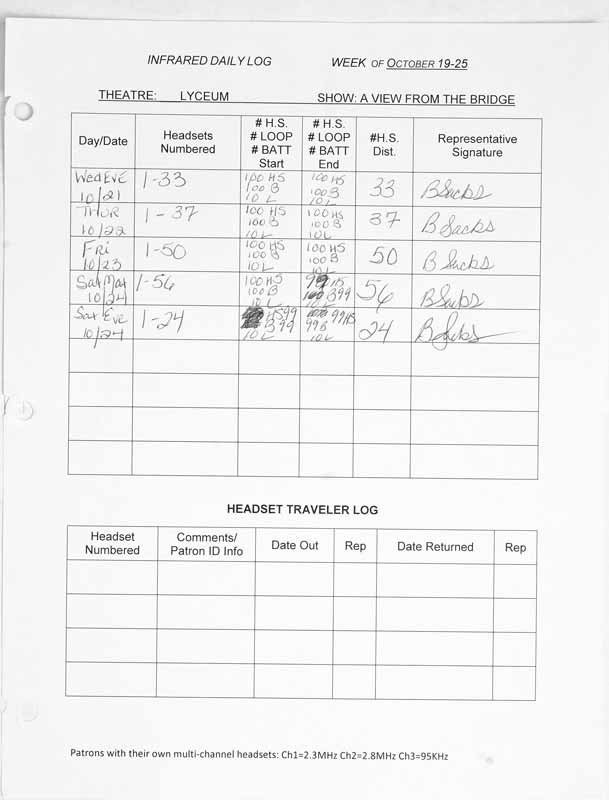 INFRARED DAILY LOG WEEK OF OCTOBER 19-25
THEATRE: LYCEUM SHOW: A VIEW FROM THE BRIDGE
Day/Date Headsets Numbered # H.S. # LOOP # BATT Start # H.S. # LOOP # BATT End #H.S. Dist. Representative Signature
Wed EVE 10/21 1-33 100 HS 100 B 10 L 100 HS 100 B 10 L 33 B Sacks
THUR 10/22 1-37 100 HS 100 B 10 L 100 HS 100 B 10 L 37 B Sacks
FRI 10/23 1-50 100 HS 100 B 10 L 100 HS 100 B 10 L 50 B Sacks
Sat Mat 10/24 1-56 100 HS 100 B 10 L 99 HS 100 B 99 10 L 56 B Sacks
Sat Eve 10/24 1-24 HS 99 B 99 10 L 99 HS 99 B 10 L 24 B Sacks
HEADSET TRAVELER LOG
Headset Numbered Comments/ Patron ID Info Date Out Rep Date Returned Rep
Patrons with their own multi-channel headsets: Ch1=2.3MHz Ch2=2.8MHz Ch3=95KHz